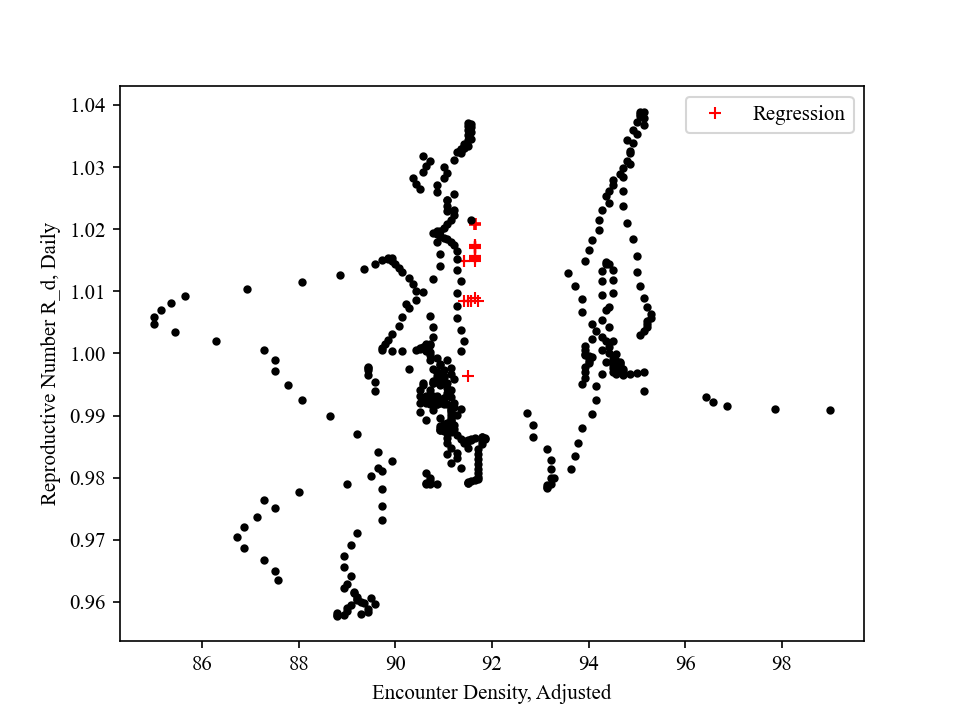 1.04
1.03
1.02
1.01
1.00
0.99
0.98
0.97
0.96
Reproductive Number R_d, Daily
Regression
86 88 90 92 94 96 98
Encounter Density, Adjusted